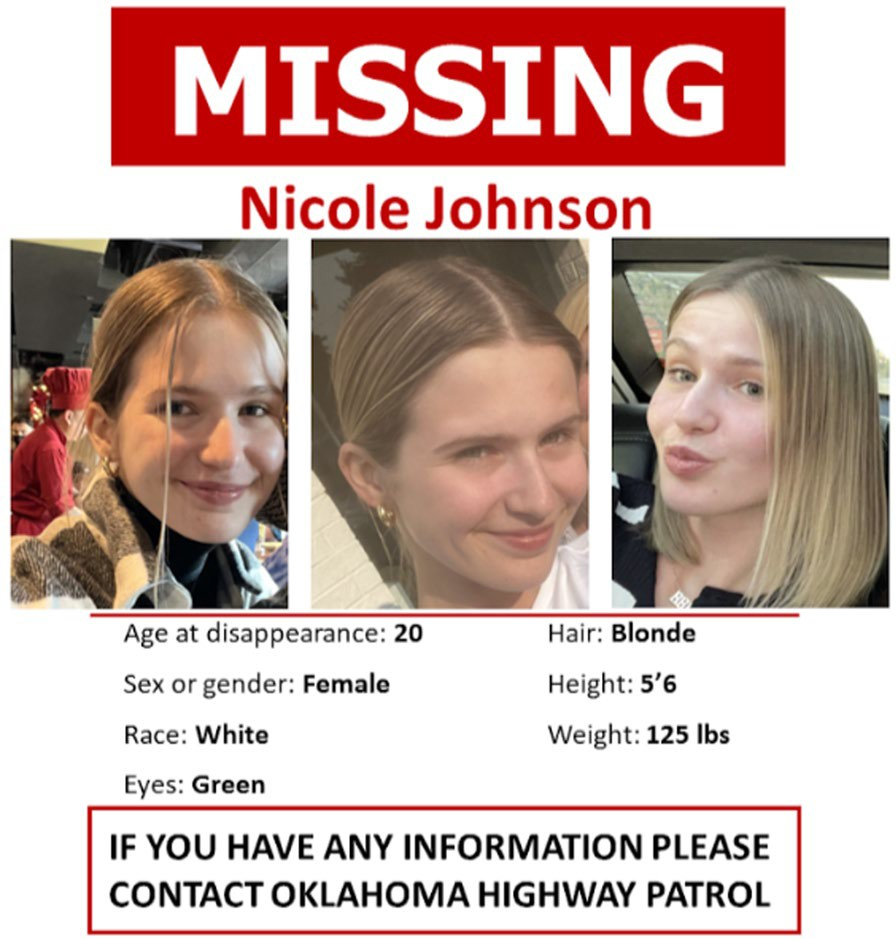 MISSING
Nicole Johnson
Age at disappearance: 20
Hair: Blonde
Sex or gender: Female
Height: 5’6
Race: White
Weight: 125 lbs
Eyes: Green
IF YOU HAVE ANY INFORMATION PLEASE
CONTACT OKLAHOMA HIGHWAY PATROL